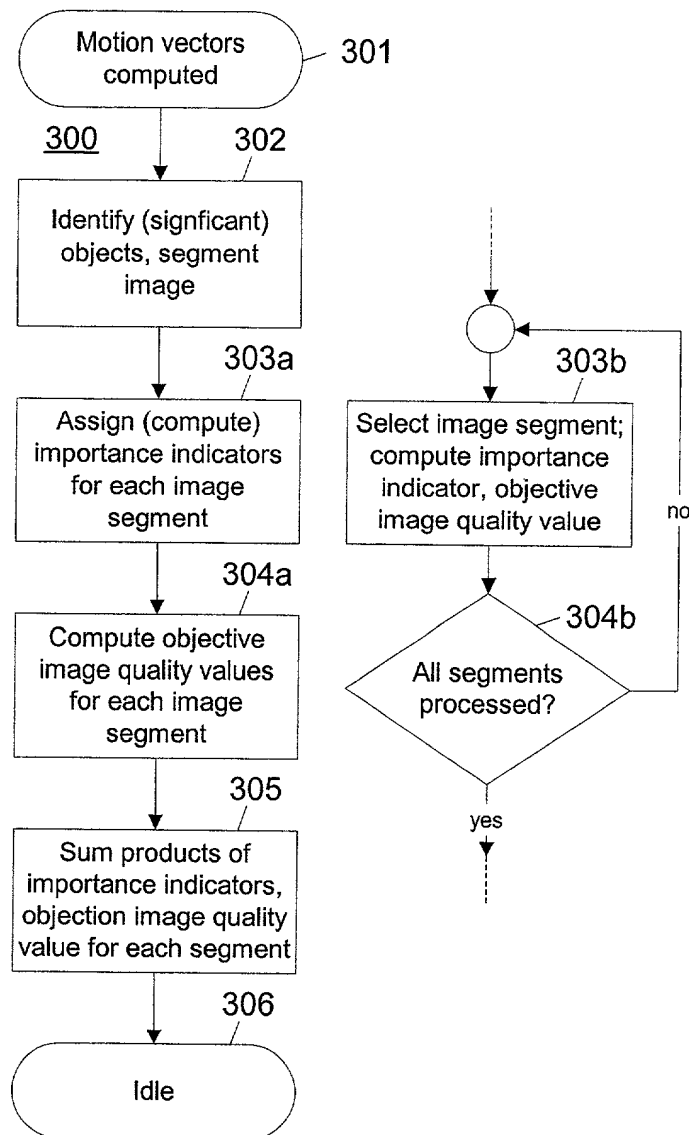 Motion vectors
computed
301
300
302
Identify (signficant)
objects, segment
image
303a
Assign (compute)
importance indicators
for each image
segment
304a
Compute objective
image quality values
for each image
segment
305
Sum products of
importance indicators,
objection image quality
value for each segment
306
Idle
303b
Select image segment;
compute importance
indicator, objective
image quality value
no
304b
All segments
processed?
yes